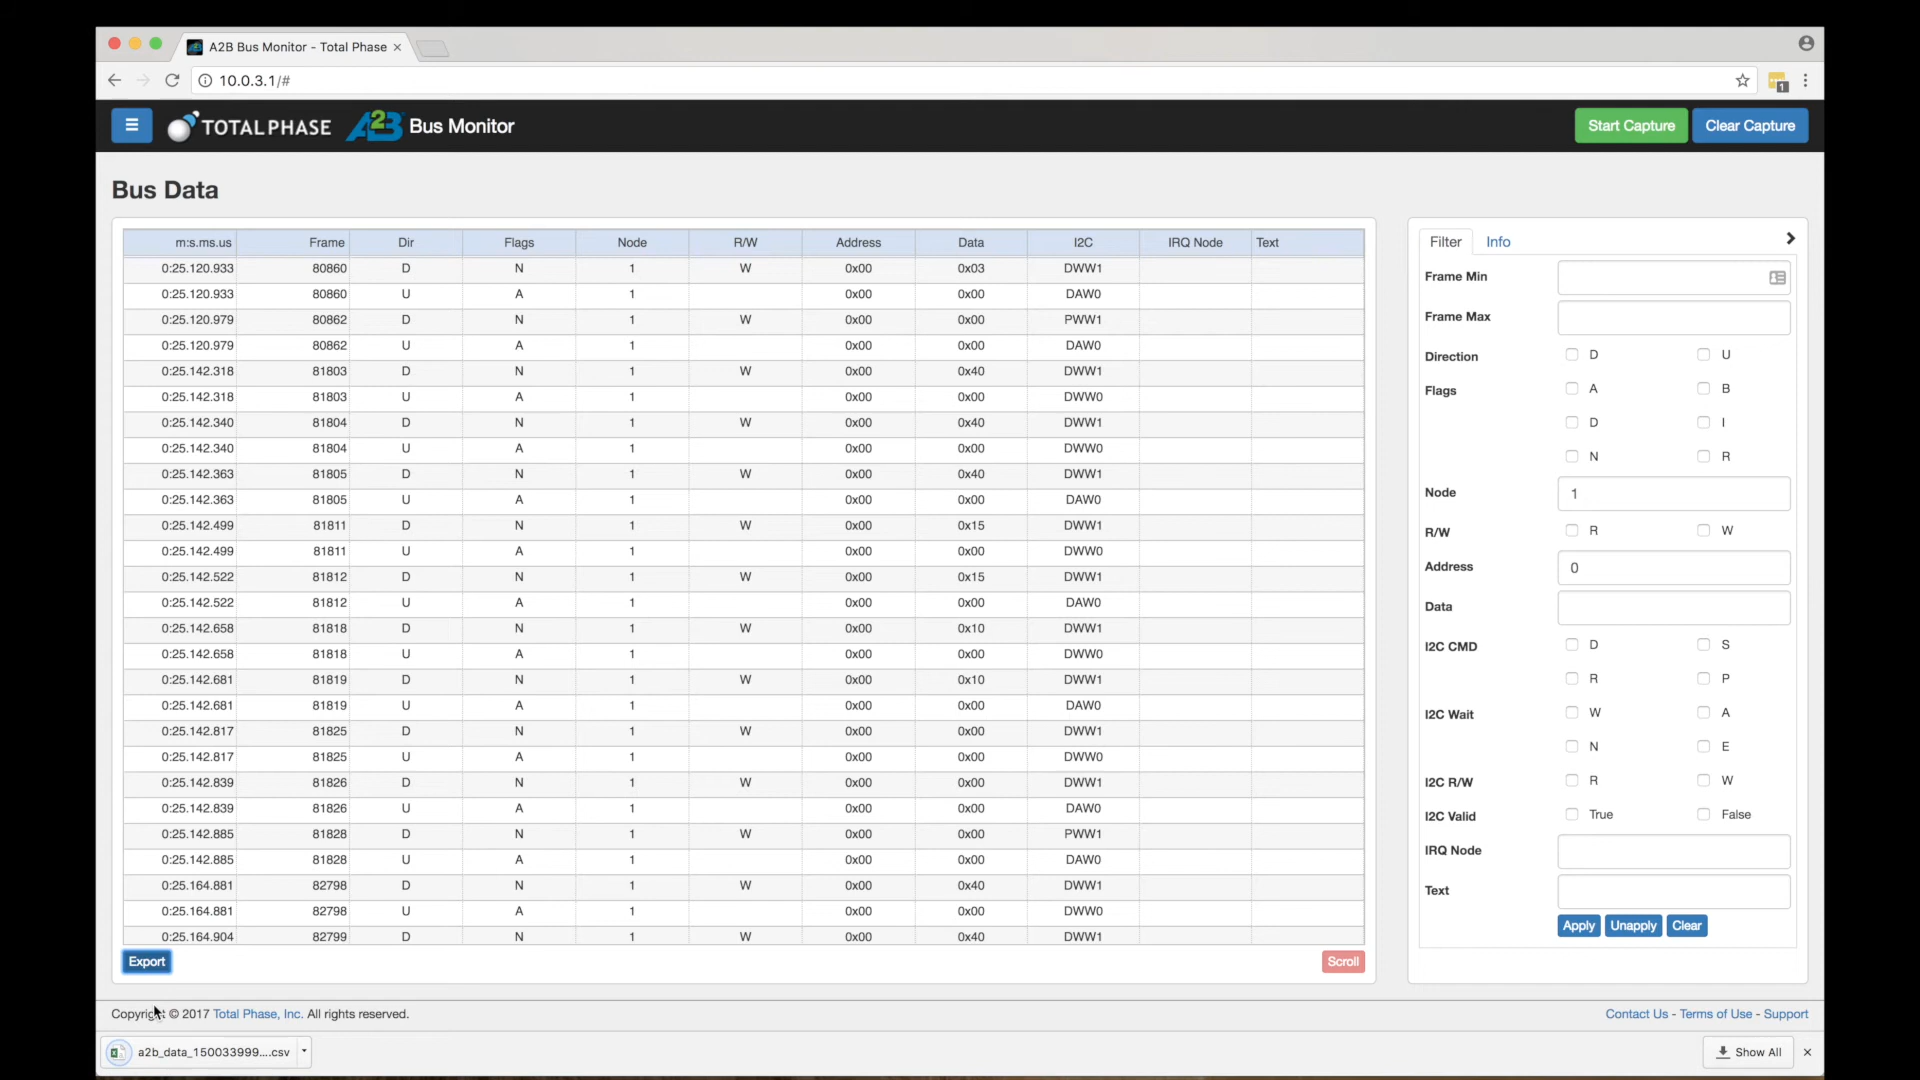 A2B Bus Monitor - Total Phase
10.0.3.1/#
1
TOTAL PHASE A2B Bus Monitor
Start Capture Clear Capture
Bus Data
m:s.ms.us Frame Dir Flags Node R/W Address Data I2C IRQ Node Text
0:25.120.933 80860 D N 1 W 0x00 0x03 DWW1
0:25.120.933 80860 U A 1 0x00 0x00 DAW0
0:25.120.979 80862 D N 1 W 0x00 0x00 PWW1
0:25.120.979 80862 U A 1 0x00 0x00 DAW0
0:25.142.318 81803 D N 1 W 0x00 0x40 DWW1
0:25.142.318 81803 U A 1 0x00 0x00 DWW0
0:25.142.340 81804 D N 1 W 0x00 0x40 DWW1
0:25.142.340 81804 U A 1 0x00 0x00 DWW0
0:25.142.363 81805 D N 1 W 0x00 0x40 DWW1
0:25.142.363 81805 U A 1 0x00 0x00 DAW0
0:25.142.499 81811 D N 1 W 0x00 0x15 DWW1
0:25.142.499 81811 U A 1 0x00 0x00 DWW0
0:25.142.522 81812 D N 1 W 0x00 0x15 DWW1
0:25.142.522 81812 U A 1 0x00 0x00 DAW0
0:25.142.658 81818 D N 1 W 0x00 0x10 DWW1
0:25.142.658 81818 U A 1 0x00 0x00 DWW0
0:25.142.681 81819 D N 1 W 0x00 0x10 DWW1
0:25.142.681 81819 U A 1 0x00 0x00 DAW0
0:25.142.817 81825 D N 1 W 0x00 0x00 DWW1
0:25.142.817 81825 U A 1 0x00 0x00 DWW0
0:25.142.839 81826 D N 1 W 0x00 0x00 DWW1
0:25.142.839 81826 U A 1 0x00 0x00 DAW0
0:25.142.885 81828 D N 1 W 0x00 0x00 PWW1
0:25.142.885 81828 U A 1 0x00 0x00 DAW0
0:25.164.881 82798 D N 1 W 0x00 0x40 DWW1
0:25.164.881 82798 U A 1 0x00 0x00 DWW0
0:25.164.904 82799 D N 1 W 0x00 0x40 DWW1
Export Scroll
Filter Info
Frame Min
Frame Max
Direction D U
Flags A B
D I
N R
Node 1
R/W R W
Address 0
Data
I2C CMD D S
R P
I2C Wait W A
N E
I2C R/W R W
I2C Valid True False
IRQ Node
Text
Apply Unapply Clear
Copyright © 2017 Total Phase, Inc. All rights reserved.
Contact Us - Terms of Use - Support
a2b_data_150033999....csv
Show All